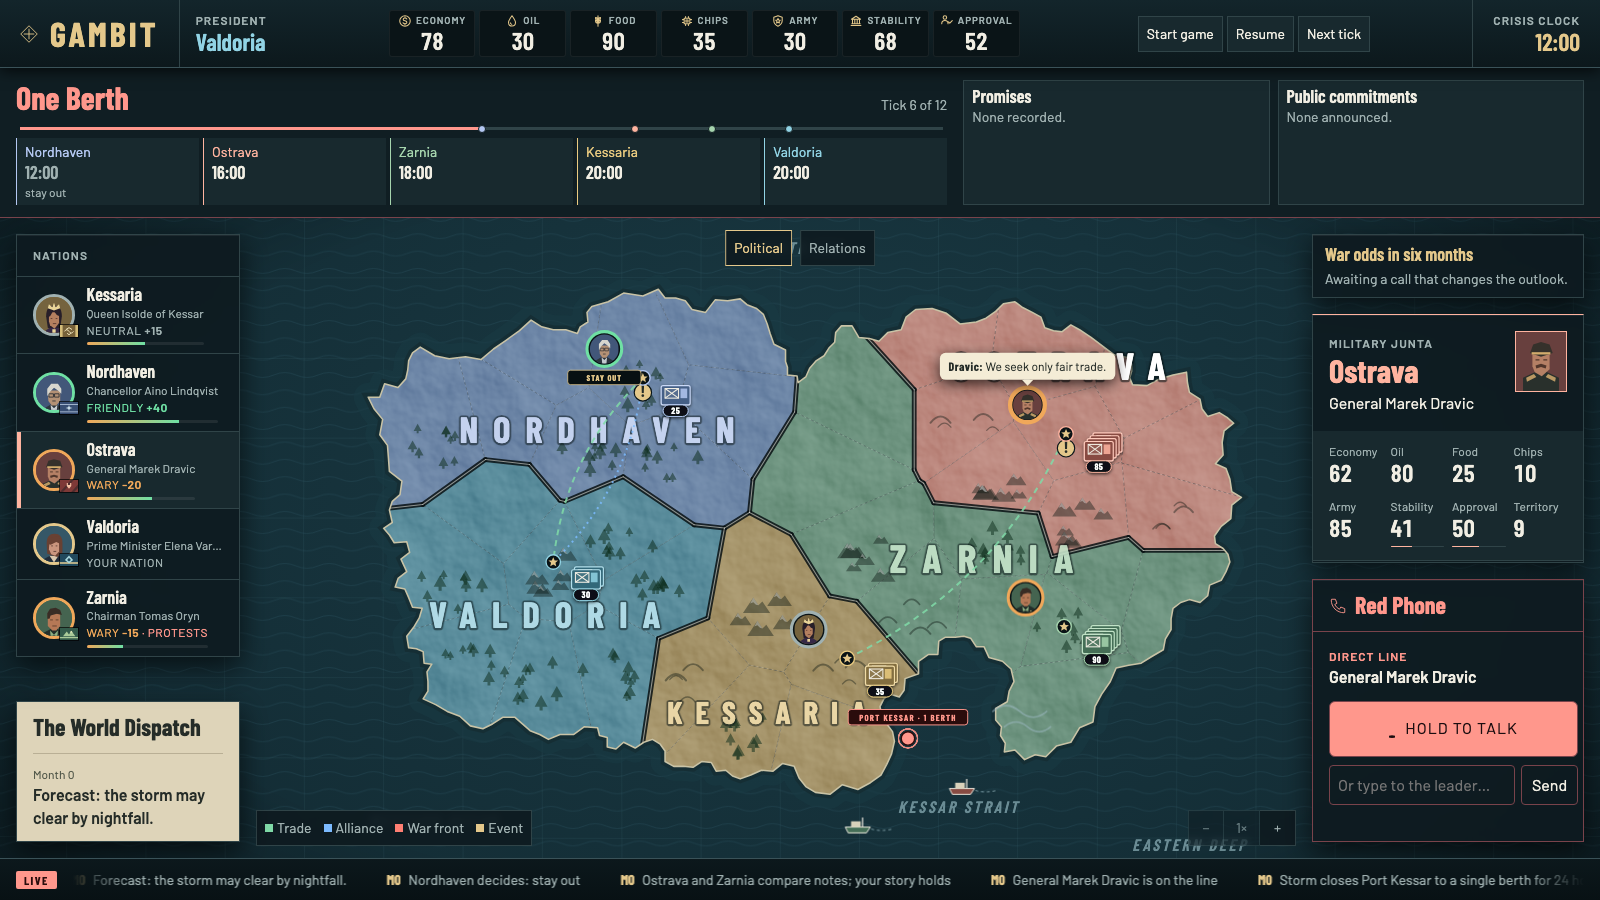 GAMBIT
PRESIDENT
Valdoria
ECONOMY
78
OIL
30
FOOD
90
CHIPS
35
ARMY
30
STABILITY
68
APPROVAL
52
Start game
Resume
Next tick
CRISIS CLOCK
12:00
One Berth
Tick 6 of 12
Nordhaven
12:00
stay out
Ostrava
16:00
Zarnia
18:00
Kessaria
20:00
Valdoria
20:00
Promises
None recorded.
Public commitments
None announced.
NATIONS
Kessaria
Queen Isolde of Kessar
NEUTRAL +15
Nordhaven
Chancellor Aino Lindqvist
FRIENDLY +40
Ostrava
General Marek Dravic
WARY -20
Valdoria
Prime Minister Elena Var...
YOUR NATION
Zarnia
Chairman Tomas Oryn
WARY -15 · PROTESTS
The World Dispatch
Month 0
Forecast: the storm may
clear by nightfall.
Political
Relations
STAY OUT
25
NORDHAVEN
Dravic: We seek only fair trade.
VA
85
ZARNIA
90
30
VALDORIA
35
KESSARIA
PORT KESSAR · 1 BERTH
KESSAR STRAIT
EASTERN DEEP
Trade
Alliance
War front
Event
− 1× +
War odds in six months
Awaiting a call that changes the outlook.
MILITARY JUNTA
Ostrava
General Marek Dravic
Economy Oil Food Chips
62 80 25 10
Army Stability Approval Territory
85 41 50 9
Red Phone
DIRECT LINE
General Marek Dravic
HOLD TO TALK
Or type to the leader...
Send
LIVE
Forecast: the storm may clear by nightfall.
M0 Nordhaven decides: stay out
M0 Ostrava and Zarnia compare notes; your story holds
M0 General Marek Dravic is on the line
M0 Storm closes Port Kessar to a single berth for 24